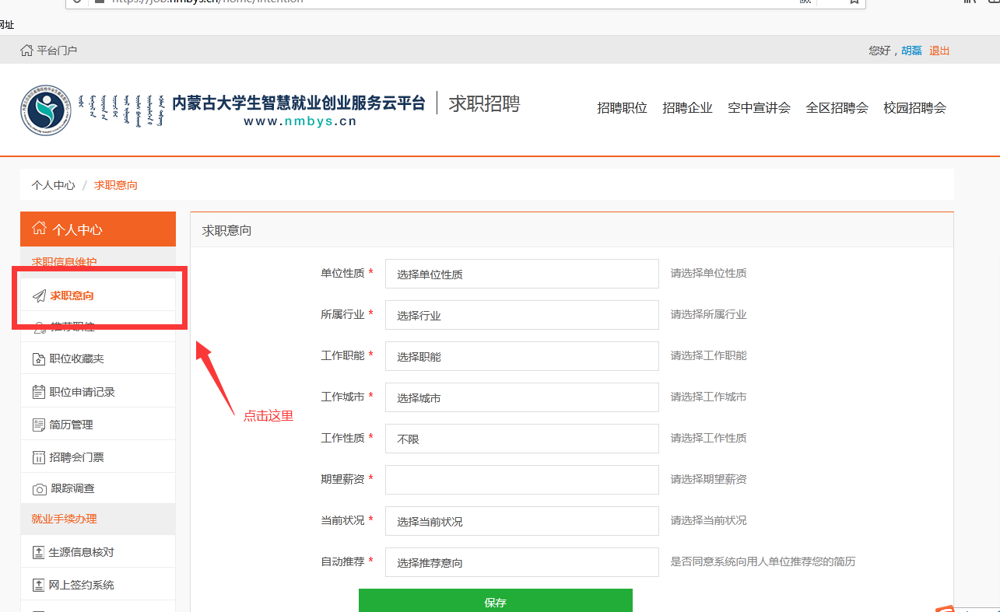 https://job.nmbys.cn/home/intention
网址
平台门户
您好，胡磊 退出
内蒙古大学生智慧就业创业服务云平台
www.nmbys.cn
求职招聘
招聘职位 招聘企业 空中宣讲会 全区招聘会 校园招聘会
个人中心 / 求职意向
个人中心
求职信息维护
求职意向
推荐职位
职位收藏夹
职位申请记录
简历管理
招聘会门票
跟踪调查
就业手续办理
生源信息核对
网上签约系统
点击这里
求职意向
单位性质 * 选择单位性质 请选择单位性质
所属行业 * 选择行业 请选择所属行业
工作职能 * 选择职能 请选择工作职能
工作城市 * 选择城市 请选择工作城市
工作性质 * 不限 请选择工作性质
期望薪资 * 请选择期望薪资
当前状况 * 选择当前状况 请选择当前状况
自动推荐 * 选择推荐意向 是否同意系统向用人单位推荐您的简历
保存